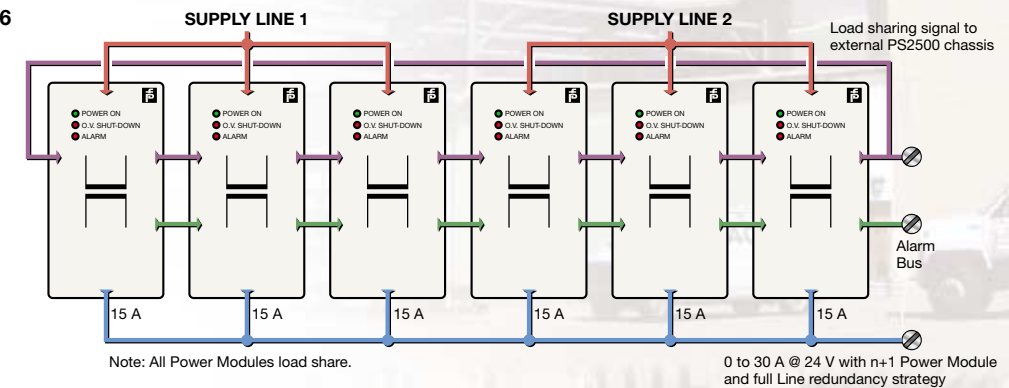 6
SUPPLY LINE 1
SUPPLY LINE 2
Load sharing signal to
external PS2500 chassis
POWER ON
O.V. SHUT-DOWN
ALARM
POWER ON
O.V. SHUT-DOWN
ALARM
POWER ON
O.V. SHUT-DOWN
ALARM
POWER ON
O.V. SHUT-DOWN
ALARM
POWER ON
O.V. SHUT-DOWN
ALARM
POWER ON
O.V. SHUT-DOWN
ALARM
Alarm
Bus
15 A
15 A
15 A
15 A
15 A
15 A
Note: All Power Modules load share.
0 to 30 A @ 24 V with n+1 Power Module
and full Line redundancy strategy